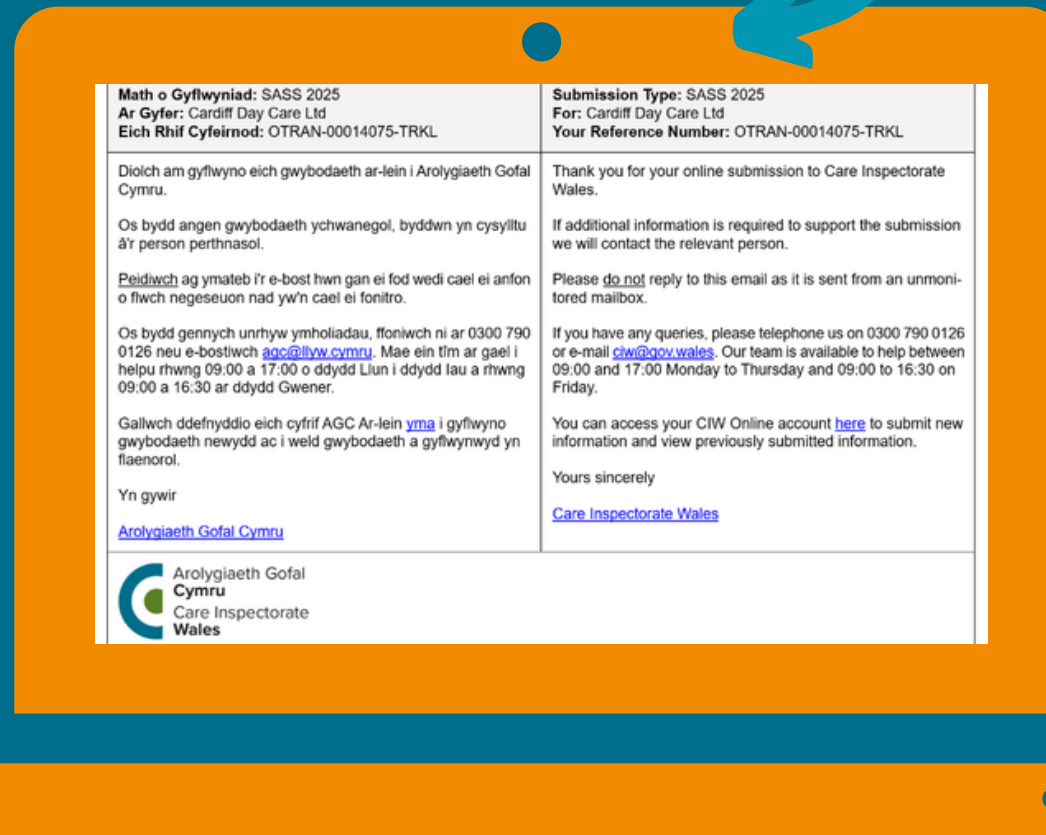 Math o Gyflwyniad: SASS 2025
Ar Gyfer: Cardiff Day Care Ltd
Eich Rhif Cyfeirnod: OTRAN-00014075-TRKL
Diolch am gyflwyno eich gwybodaeth ar-lein i Arolygiaeth Gofal
Cymru.
Os bydd angen gwybodaeth ychwanegol, byddwn yn cysylltu
â'r person perthnasol.
Peidiwch ag ymateb i'r e-bost hwn gan ei fod wedi cael ei anfon
o flwch negeseuon nad yw'n cael ei fonitro.
Os bydd gennych unrhyw ymholiadau, ffoniwch ni ar 0300 790
0126 neu e-bostiwch agc@llyw.cymru. Mae ein tîm ar gael i
helpu rhwng 09:00 a 17:00 o ddydd Llun i ddydd Iau a rhwng
09:00 a 16:30 ar ddydd Gwener.
Gallwch ddefnyddio eich cyfrif AGC Ar-lein yma i gyflwyno
gwybodaeth newydd ac i weld gwybodaeth a gyflwynwyd yn
flaenorol.
Yn gywir
Arolygiaeth Gofal Cymru
Submission Type: SASS 2025
For: Cardiff Day Care Ltd
Your Reference Number: OTRAN-00014075-TRKL
Thank you for your online submission to Care Inspectorate
Wales.
If additional information is required to support the submission
we will contact the relevant person.
Please do not reply to this email as it is sent from an unmoni-
tored mailbox.
If you have any queries, please telephone us on 0300 790 0126
or e-mail ciw@gov.wales. Our team is available to help between
09:00 and 17:00 Monday to Thursday and 09:00 to 16:30 on
Friday.
You can access your CIW Online account here to submit new
information and view previously submitted information.
Yours sincerely
Care Inspectorate Wales
Arolygiaeth Gofal
Cymru
Care Inspectorate
Wales